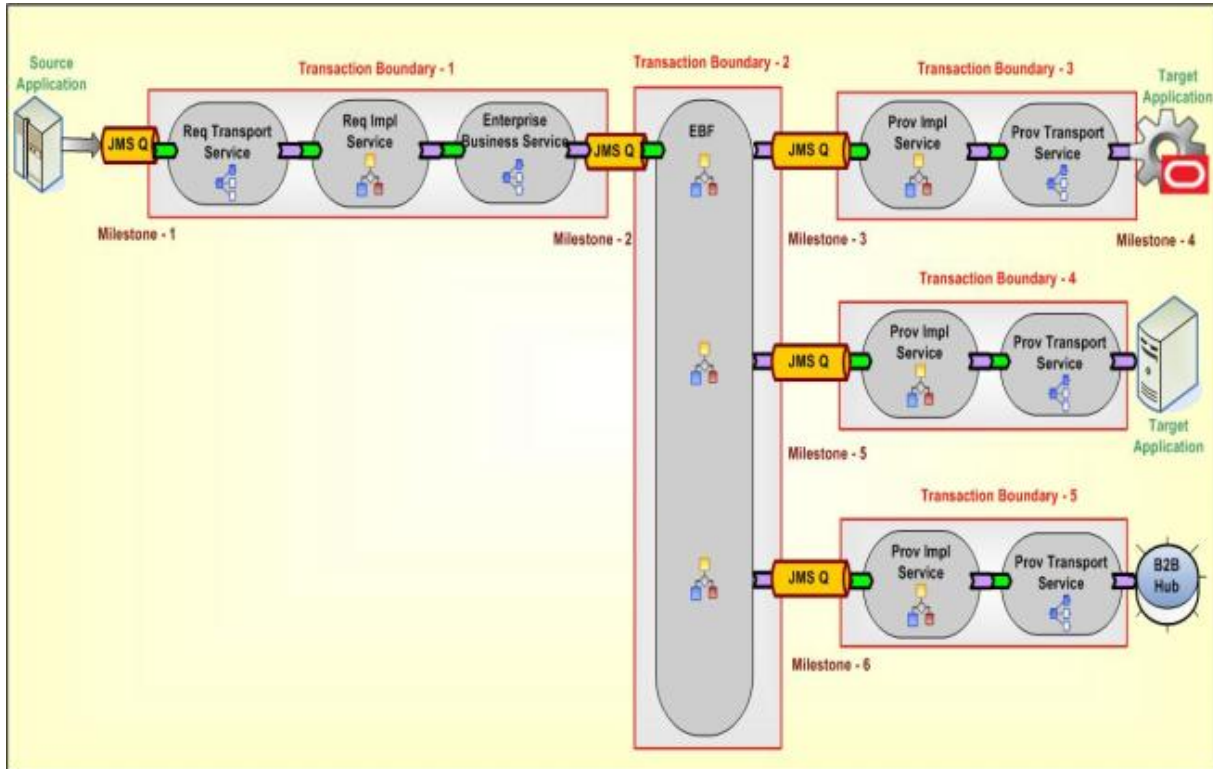 Source
Application
Transaction Boundary - 1
Transaction Boundary - 2
Transaction Boundary - 3
Target
Application
JMS Q
Req Transport
Service
Req Impl
Service
Enterprise
Business Service
JMS Q
EBF
JMS Q
Prov Impl
Service
Prov Transport
Service
Milestone - 1
Milestone - 2
Milestone - 3
Milestone - 4
Transaction Boundary - 4
JMS Q
Prov Impl
Service
Prov Transport
Service
Target
Application
Milestone - 5
Transaction Boundary - 5
JMS Q
Prov Impl
Service
Prov Transport
Service
B2B
Hub
Milestone - 6